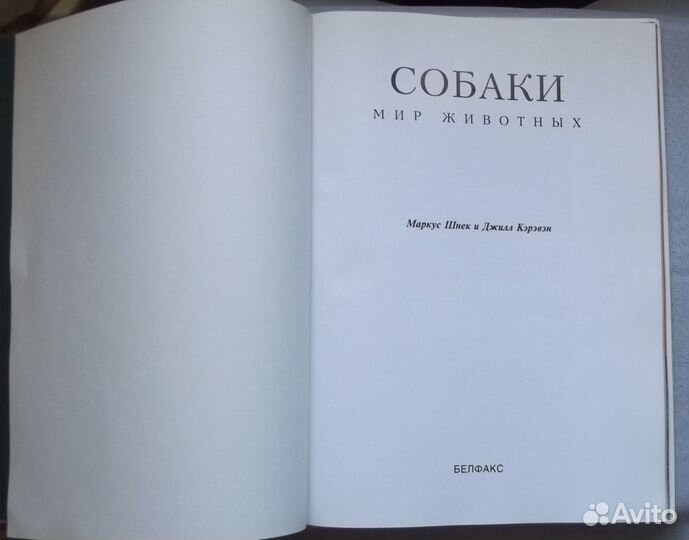 СОБАКИ
МИР ЖИВОТНЫХ
Маркус Шнек и Джилл Кэрэвэн
БЕЛФАКС
Avito